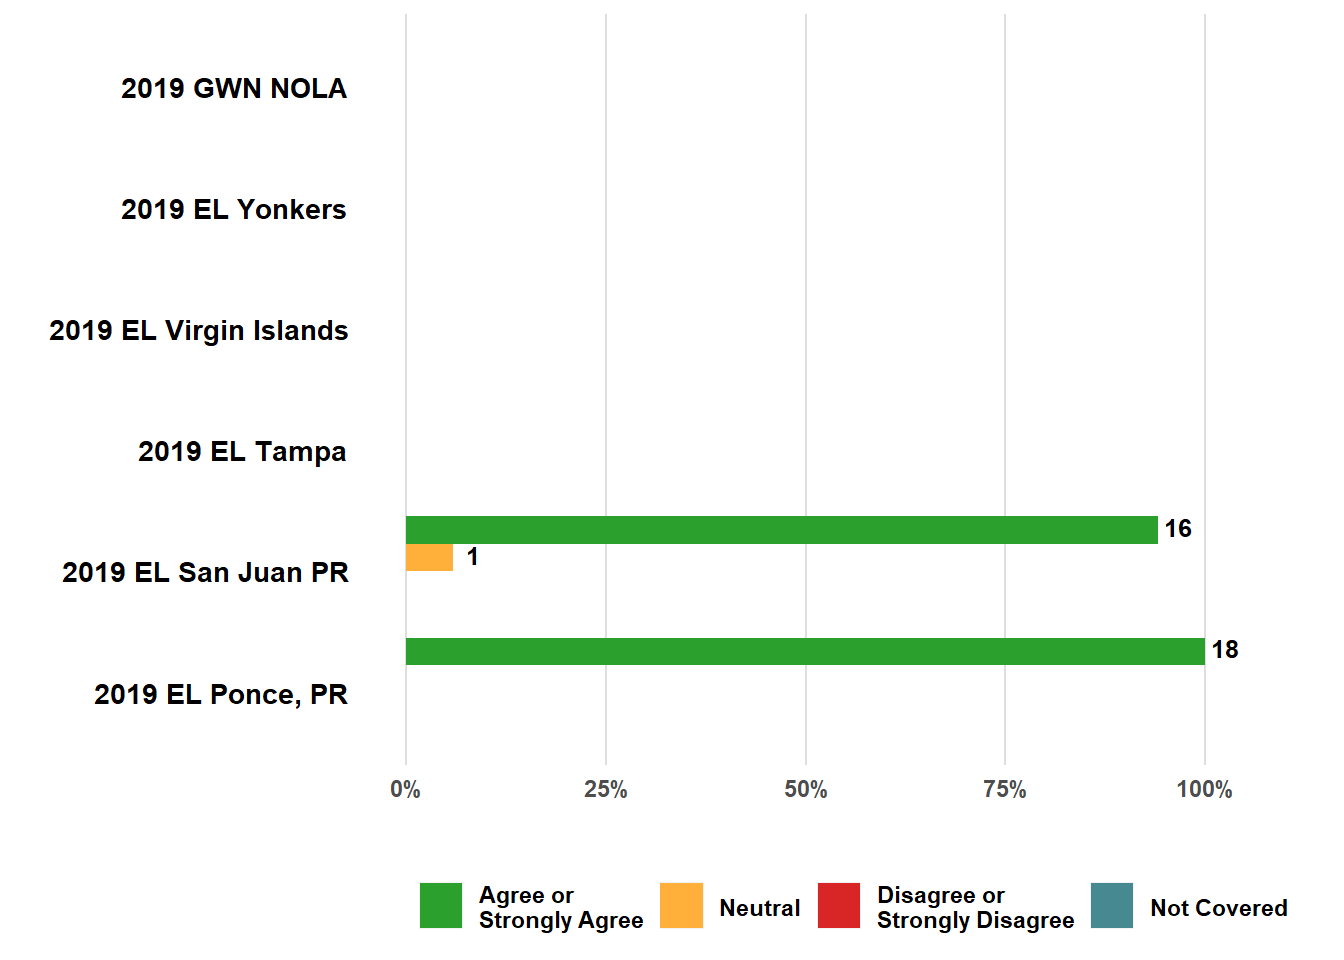 2019 GWN NOLA
2019 EL Yonkers
2019 EL Virgin Islands
2019 EL Tampa
16
1
2019 EL San Juan PR
18
2019 EL Ponce, PR
0%
25%
50%
75%
100%
Agree or
Strongly Agree
Neutral
Disagree or
Strongly Disagree
Not Covered